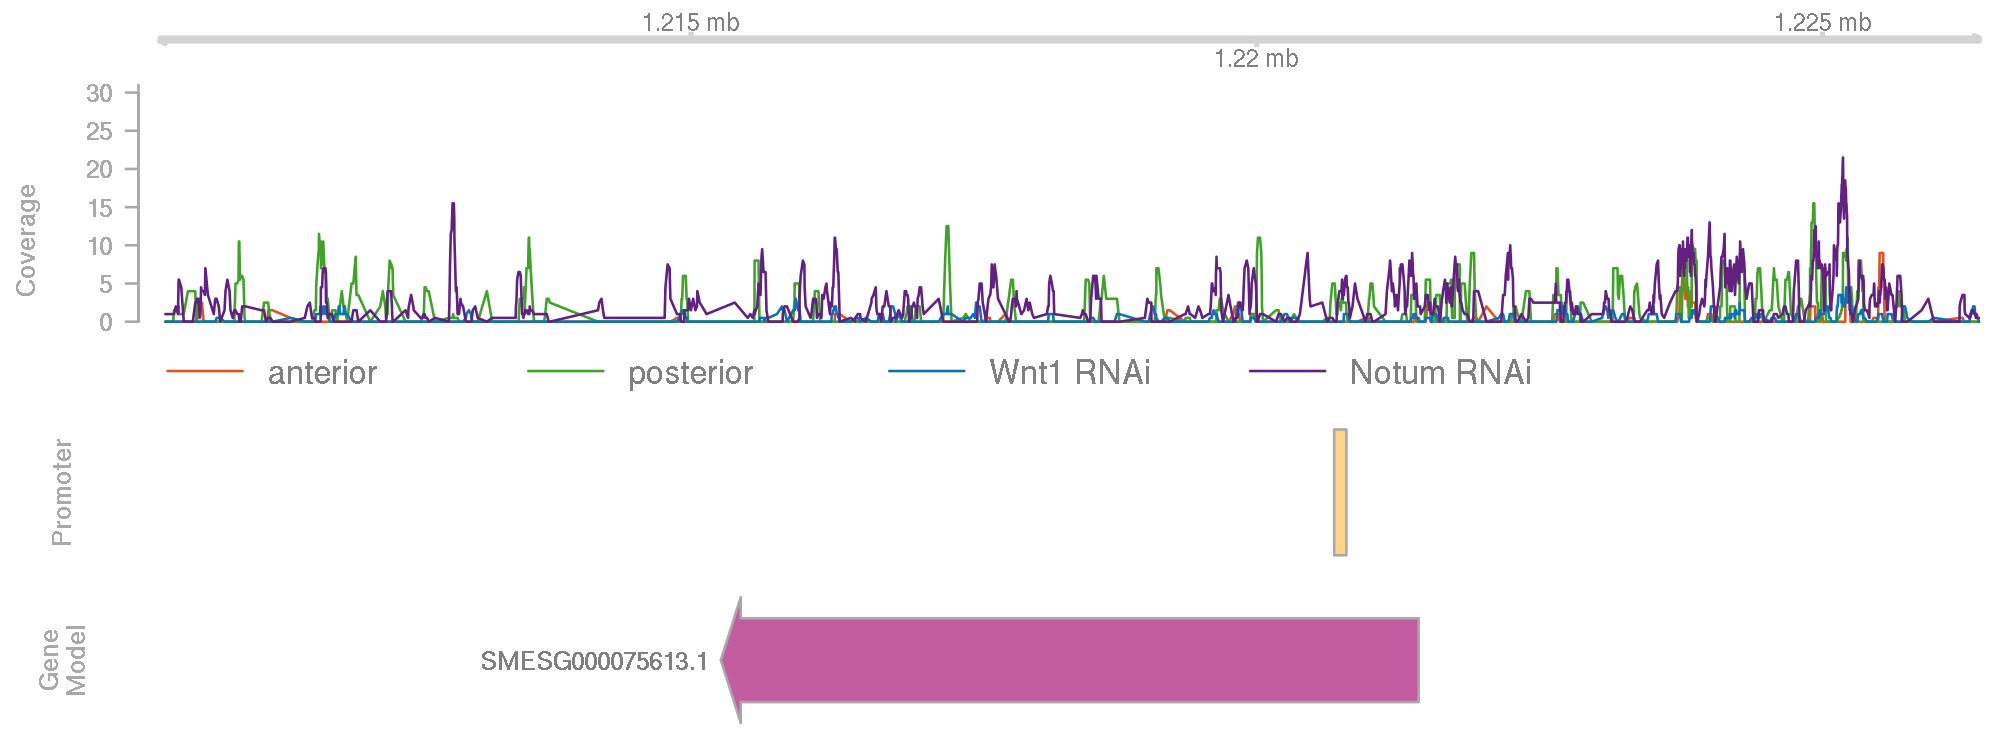 1.215 mb
1.225 mb
1.22 mb
Coverage
30
25
20
15
10
5
0
anterior posterior Wnt1 RNAi Notum RNAi
Promoter
Gene
Model
SMESG000075613.1